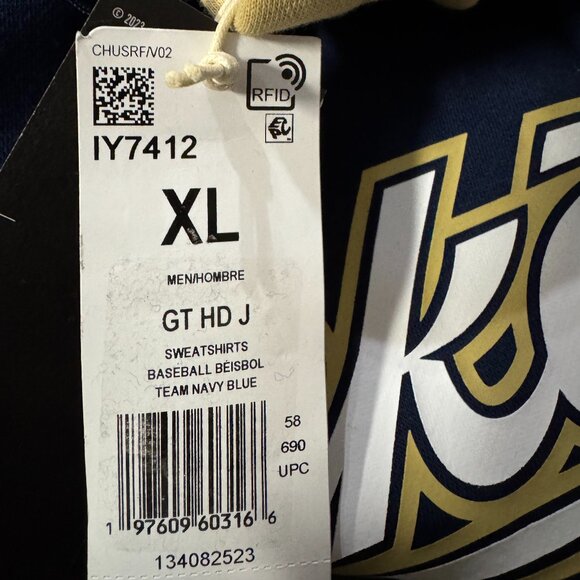 © 2023
CHUSRF/V02
RFID
IY7412
XL
MEN/HOMBRE
GT HD J
SWEATSHIRTS
BASEBALL BÉISBOL
TEAM NAVY BLUE
58
690
UPC
1 97609 60316 6
134082523